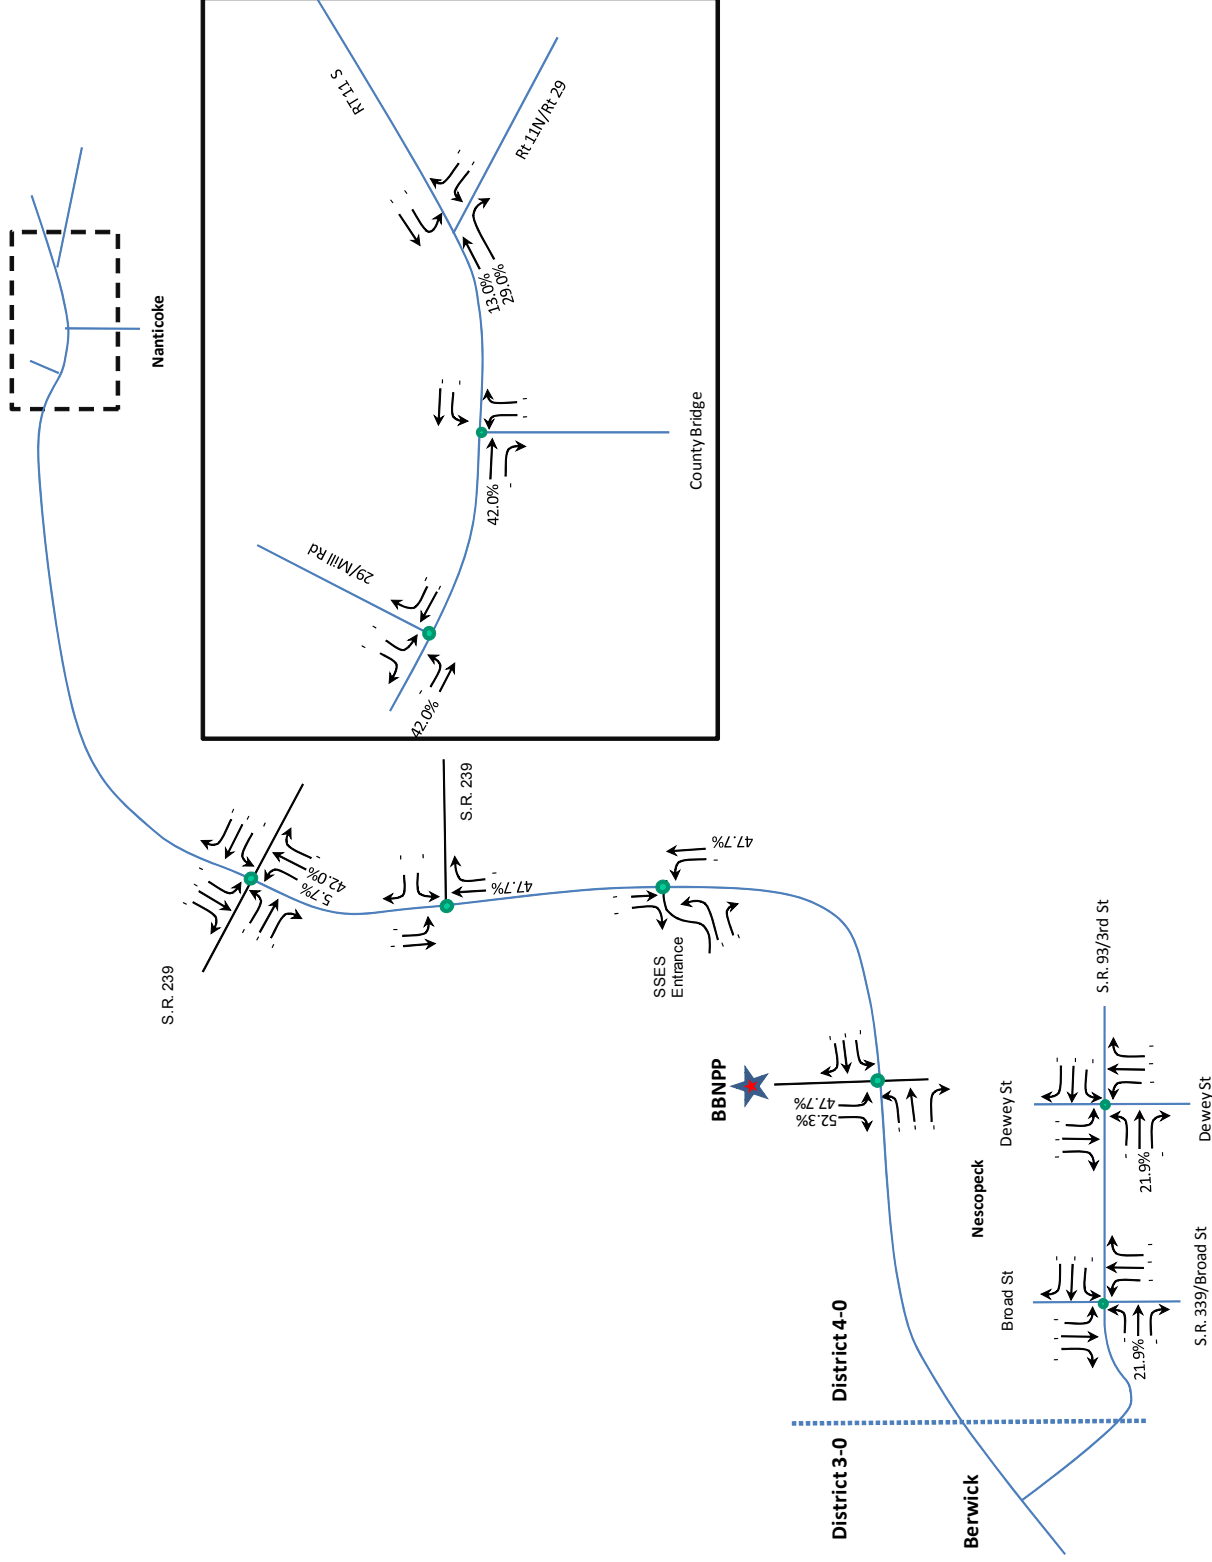 RT 11 S
Rt 11N/Rt 29
13.0%
29.0%
Nanticoke
County Bridge
42.0%
29/Mill Rd
42.0%
S.R. 239
42.0%
5.7%
S.R. 239
47.7%
47.7%
SSES
Entrance
BBNPP
47.7%
52.3%
S.R. 93/3rd St
Dewey St
Dewey St
21.9%
Nescopeck
Broad St
S.R. 339/Broad St
21.9%
District 4-0
District 3-0
Berwick